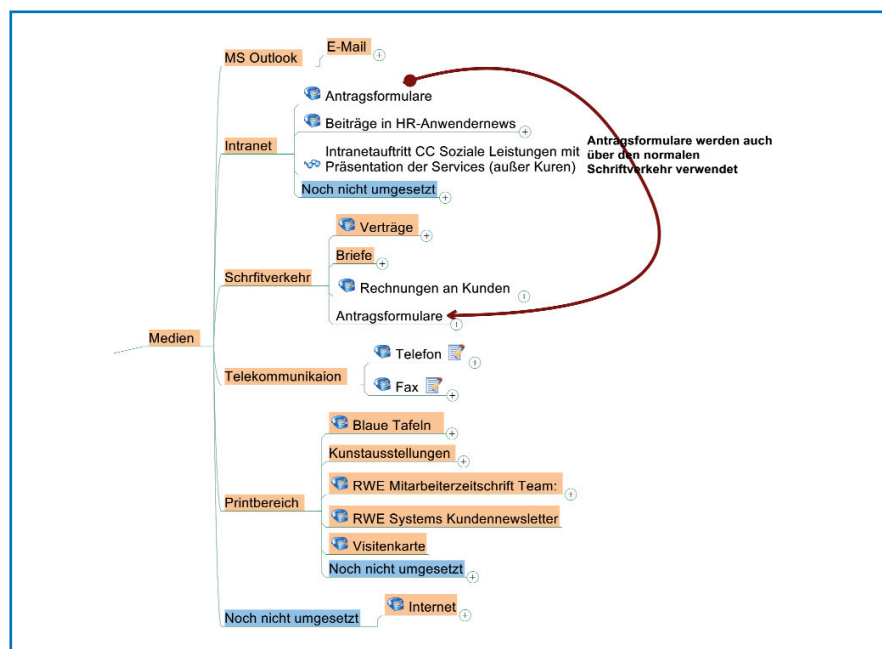 MS Outlook
E-Mail
Antragsformulare
Beiträge in HR-Anwendernews
Intranet
Intranetauftritt CC Soziale Leistungen mit
Präsentation der Services (außer Kuren)
Noch nicht umgesetzt
Antragsformulare werden auch
über den normalen
Schriftverkehr verwendet
Verträge
Briefe
Schrfitverkehr
Rechnungen an Kunden
Antragsformulare
Medien
Telefon
Telekommunikaion
Fax
Blaue Tafeln
Kunstausstellungen
RWE Mitarbeiterzeitschrift Team:
Printbereich
RWE Systems Kundennewsletter
Visitenkarte
Noch nicht umgesetzt
Noch nicht umgesetzt
Internet